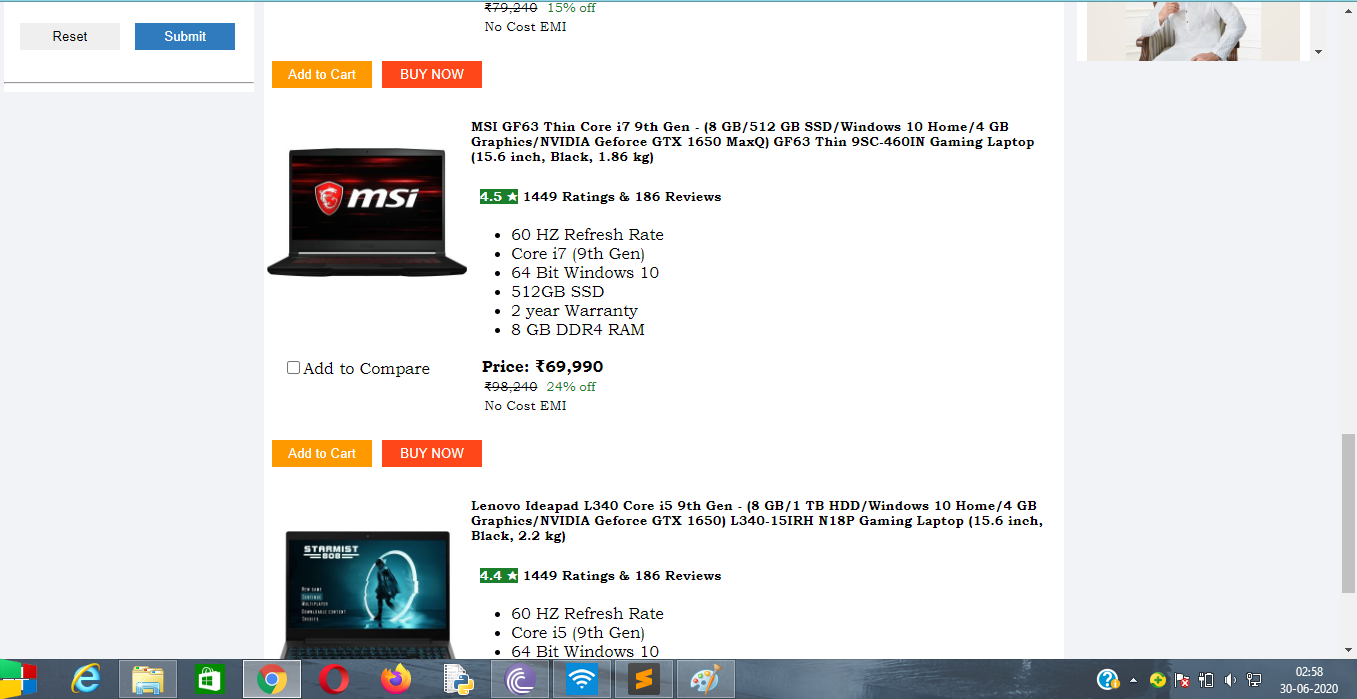 ₹79,240 15% off
No Cost EMI
Reset Submit
Add to Cart BUY NOW
MSI GF63 Thin Core i7 9th Gen - (8 GB/512 GB SSD/Windows 10 Home/4 GB
Graphics/NVIDIA Geforce GTX 1650 MaxQ) GF63 Thin 9SC-460IN Gaming Laptop
(15.6 inch, Black, 1.86 kg)
msi
4.5 ★ 1449 Ratings & 186 Reviews
• 60 HZ Refresh Rate
• Core i7 (9th Gen)
• 64 Bit Windows 10
• 512GB SSD
• 2 year Warranty
• 8 GB DDR4 RAM
Add to Compare
Price: ₹69,990
₹98,240 24% off
No Cost EMI
Add to Cart BUY NOW
Lenovo Ideapad L340 Core i5 9th Gen - (8 GB/1 TB HDD/Windows 10 Home/4 GB
Graphics/NVIDIA Geforce GTX 1650) L340-15IRH N18P Gaming Laptop (15.6 inch,
Black, 2.2 kg)
STARMIST
808
NEW GAME
CONTINUE
MULTIPLAYER
DOWNLOADABLE CONTENT
CREDITS
4.4 ★ 1449 Ratings & 186 Reviews
• 60 HZ Refresh Rate
• Core i5 (9th Gen)
• 64 Bit Windows 10
02:58
30-06-2020